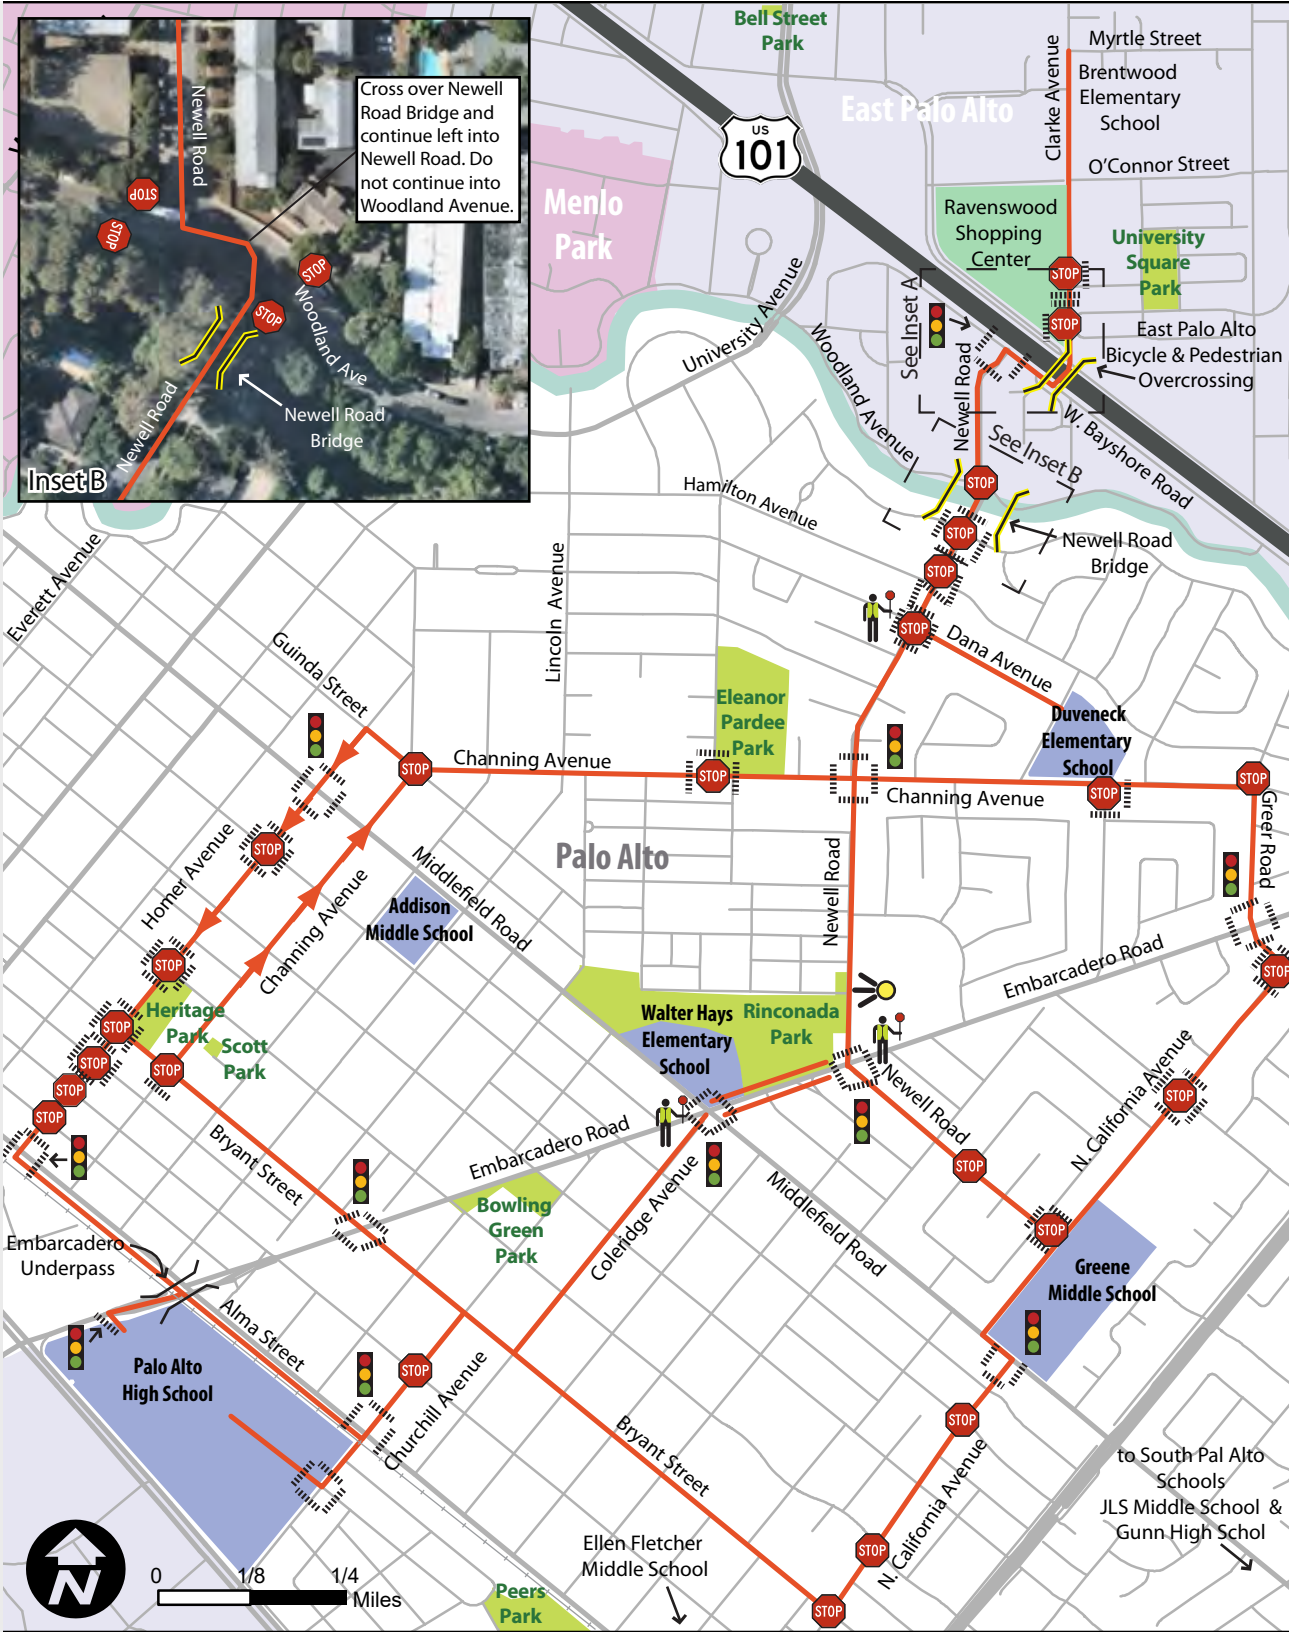 Bell Street
Park
Myrtle Street
Clarke Avenue
Brentwood
Elementary
School
East Palo Alto
US
101
O'Connor Street
Menlo
Park
Ravenswood
Shopping
Center
University
Square
Park
STOP
STOP
See Inset A
East Palo Alto
Bicycle & Pedestrian
Overcrossing
University Avenue
Woodland Avenue
Newell Road
W. Bayshore Road
See Inset B
Newell Road
Cross over Newell
Road Bridge and
continue left into
Newell Road. Do
not continue into
Woodland Avenue.
STOP
STOP
STOP
STOP
Woodland Ave
Newell Road
Newell Road
Bridge
Inset B
Hamilton Avenue
STOP
STOP
STOP
STOP
Newell Road
Bridge
Everett Avenue
Lincoln Avenue
Guinda Street
Dana Avenue
Eleanor
Pardee
Park
Duveneck
Elementary
School
STOP
Channing Avenue
STOP
Channing Avenue
STOP
STOP
Greer Road
STOP
Homer Avenue
Middlefield Road
Palo Alto
Newell Road
Addison
Middle School
Channing Avenue
Embarcadero Road
STOP
STOP
Heritage
Park
Scott
Park
Walter Hays
Elementary
School
Rinconada
Park
STOP
STOP
STOP
STOP
STOP
STOP
Newell Road
N. California Avenue
STOP
Bryant Street
Embarcadero Road
STOP
Bowling
Green
Park
Coleridge Avenue
Middlefield Road
STOP
Embarcadero
Underpass
Greene
Middle School
Alma Street
Palo Alto
High School
STOP
Churchill Avenue
Bryant Street
STOP
N. California Avenue
to South Pal Alto
Schools
JLS Middle School &
Gunn High Schol
STOP
Ellen Fletcher
Middle School
STOP
Peers
Park
N
0 1/8 1/4
Miles